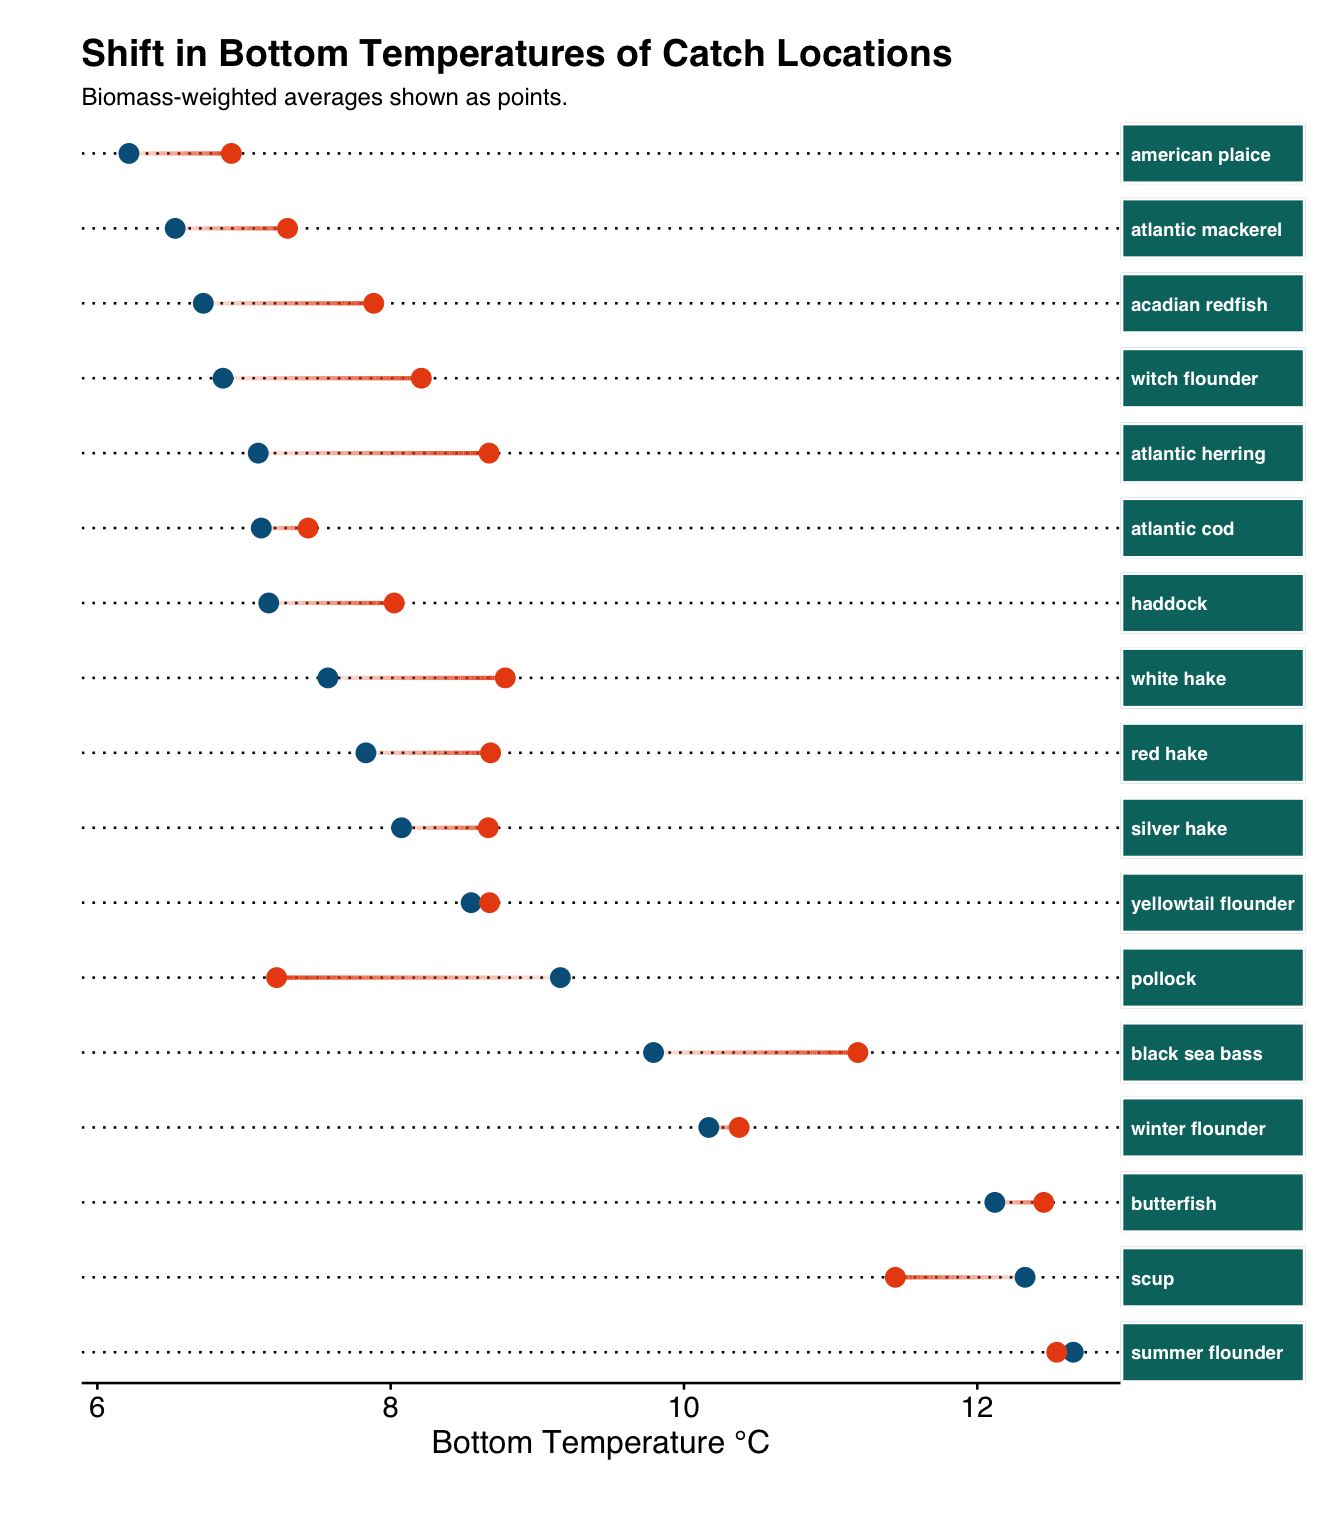 Shift in Bottom Temperatures of Catch Locations
Biomass-weighted averages shown as points.
american plaice
atlantic mackerel
acadian redfish
witch flounder
atlantic herring
atlantic cod
haddock
white hake
red hake
silver hake
yellowtail flounder
pollock
black sea bass
winter flounder
butterfish
scup
summer flounder
6 8 10 12
Bottom Temperature °C